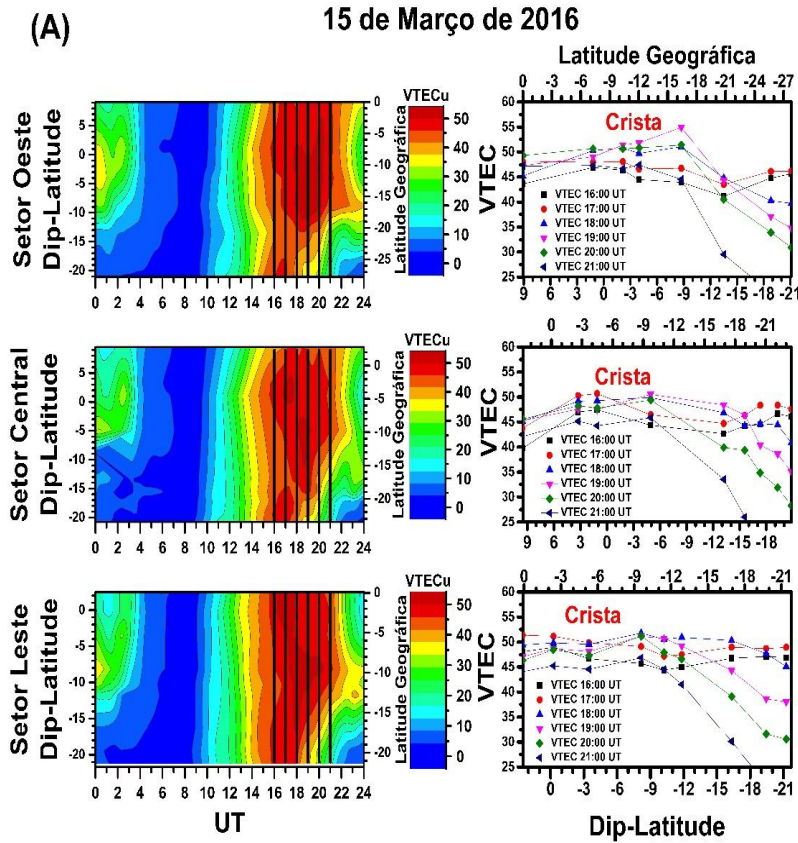 (A)
15 de Março de 2016
Setor Oeste
Dip-Latitude
5
0
-5
-10
-15
-20
0 2 4 6 8 10 12 14 16 18 20 22 24
0
-5
-10
-15
-20
-25
Latitude Geográfica
VTECu
50
40
30
20
10
0
Latitude Geográfica
0 -3 -6 -9 -12 -15 -18 -21 -24 -27
VTEC
60
55
50
45
40
35
30
25
Crista
VTEC 16:00 UT
VTEC 17:00 UT
VTEC 18:00 UT
VTEC 19:00 UT
VTEC 20:00 UT
VTEC 21:00 UT
9 6 3 0 -3 -6 -9 -12 -15 -18 -21
Setor Central
Dip-Latitude
5
0
-5
-10
-15
-20
0 2 4 6 8 10 12 14 16 18 20 22 24
0
-5
-10
-15
-20
Latitude Geográfica
VTECu
50
40
30
20
10
0
0 -3 -6 -9 -12 -15 -18 -21
VTEC
60
55
50
45
40
35
30
25
Crista
VTEC 16:00 UT
VTEC 17:00 UT
VTEC 18:00 UT
VTEC 19:00 UT
VTEC 20:00 UT
VTEC 21:00 UT
9 6 3 0 -3 -6 -9 -12 -15 -18
Setor Leste
Dip-Latitude
0
-5
-10
-15
-20
0 2 4 6 8 10 12 14 16 18 20 22 24
UT
0
-5
-10
-15
-20
Latitude Geográfica
VTECu
50
40
30
20
10
0
0 -3 -6 -9 -12 -15 -18 -21
VTEC
60
55
50
45
40
35
30
25
Crista
VTEC 16:00 UT
VTEC 17:00 UT
VTEC 18:00 UT
VTEC 19:00 UT
VTEC 20:00 UT
VTEC 21:00 UT
0 -3 -6 -9 -12 -15 -18 -21
Dip-Latitude